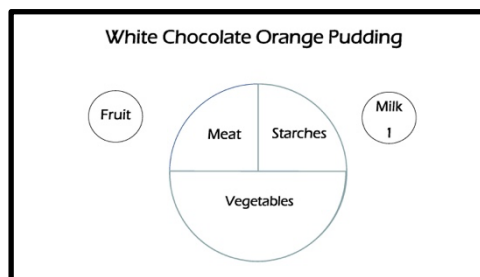 White Chocolate Orange Pudding
Fruit
Meat
Starches
Milk
1
Vegetables